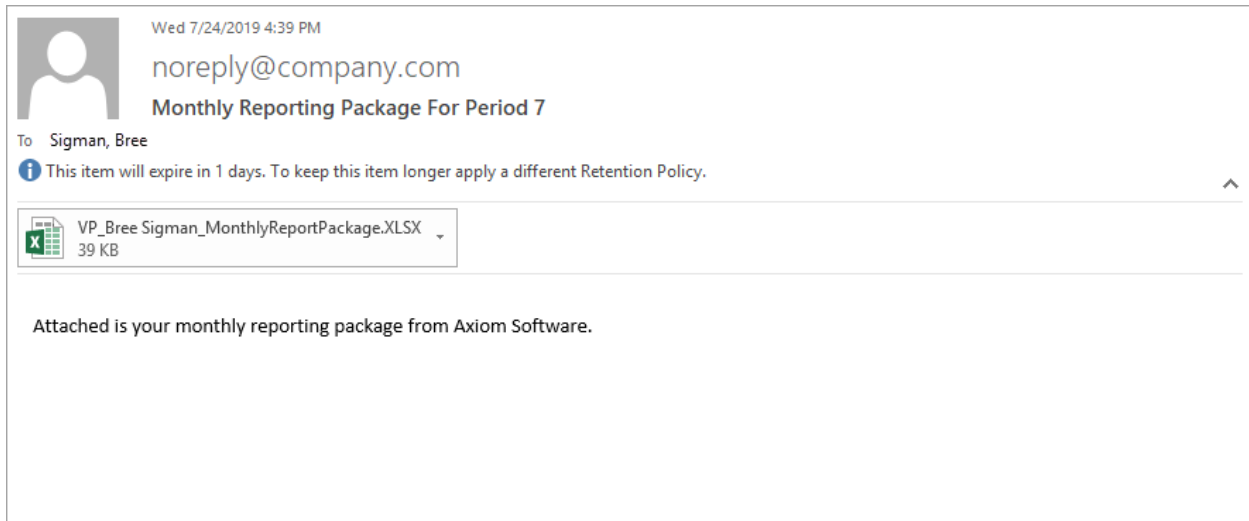 Wed 7/24/2019 4:39 PM
noreply@company.com
Monthly Reporting Package For Period 7
To Sigman, Bree
This item will expire in 1 days. To keep this item longer apply a different Retention Policy.
VP_Bree Sigman_MonthlyReportPackage.XLSX
39 KB
Attached is your monthly reporting package from Axiom Software.